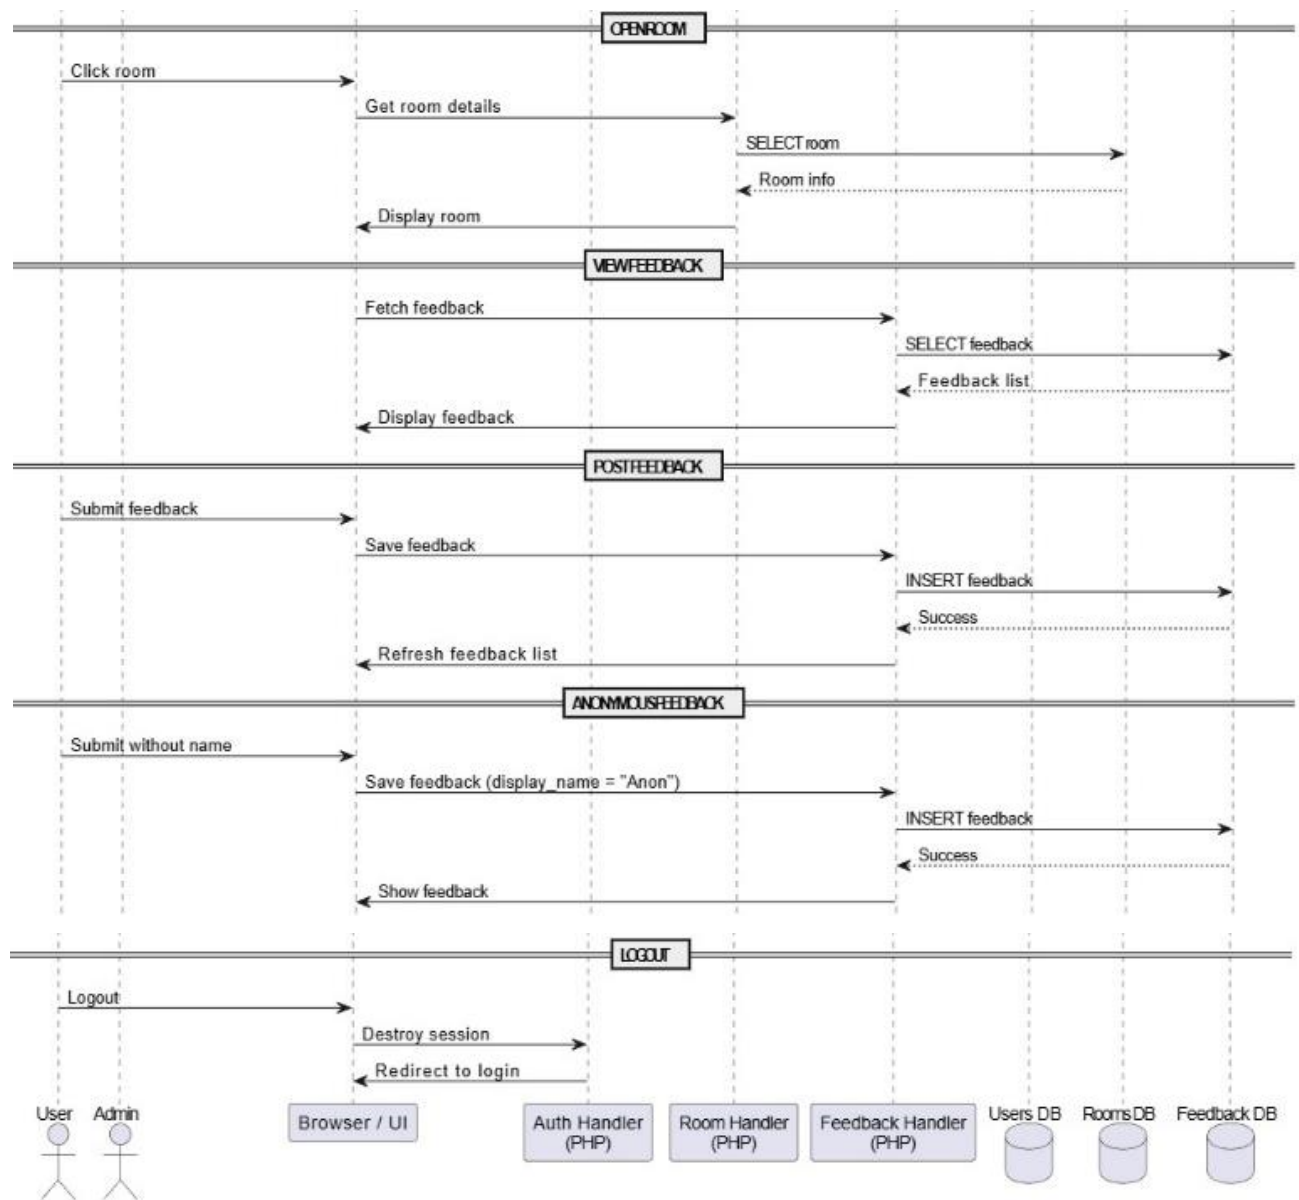 OPENROOM
Click room
Get room details
SELECT room
Room info
Display room
VIEWFEEDBACK
Fetch feedback
SELECT feedback
Feedback list
Display feedback
POSTFEEDBACK
Submit feedback
Save feedback
INSERT feedback
Success
Refresh feedback list
ANONYMOUSFEEDBACK
Submit without name
Save feedback (display_name = "Anon")
INSERT feedback
Success
Show feedback
LOGOUT
Logout
Destroy session
Redirect to login
User
Admin
Browser / UI
Auth Handler
(PHP)
Room Handler
(PHP)
Feedback Handler
(PHP)
Users DB
Rooms DB
Feedback DB